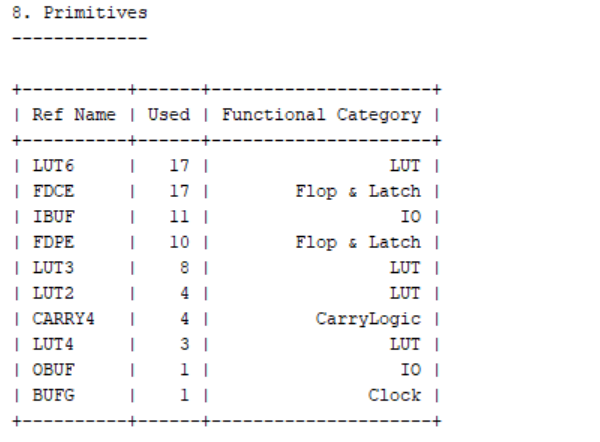 8. Primitives
-------------
+----------+------+---------------------+
| Ref Name | Used | Functional Category |
+----------+------+---------------------+
| LUT6     |   17 |                 LUT |
| FDCE     |   17 |        Flop & Latch |
| IBUF     |   11 |                  IO |
| FDPE     |   10 |        Flop & Latch |
| LUT3     |    8 |                 LUT |
| LUT2     |    4 |                 LUT |
| CARRY4   |    4 |          CarryLogic |
| LUT4     |    3 |                 LUT |
| OBUF     |    1 |                  IO |
| BUFG     |    1 |               Clock |
+----------+------+---------------------+